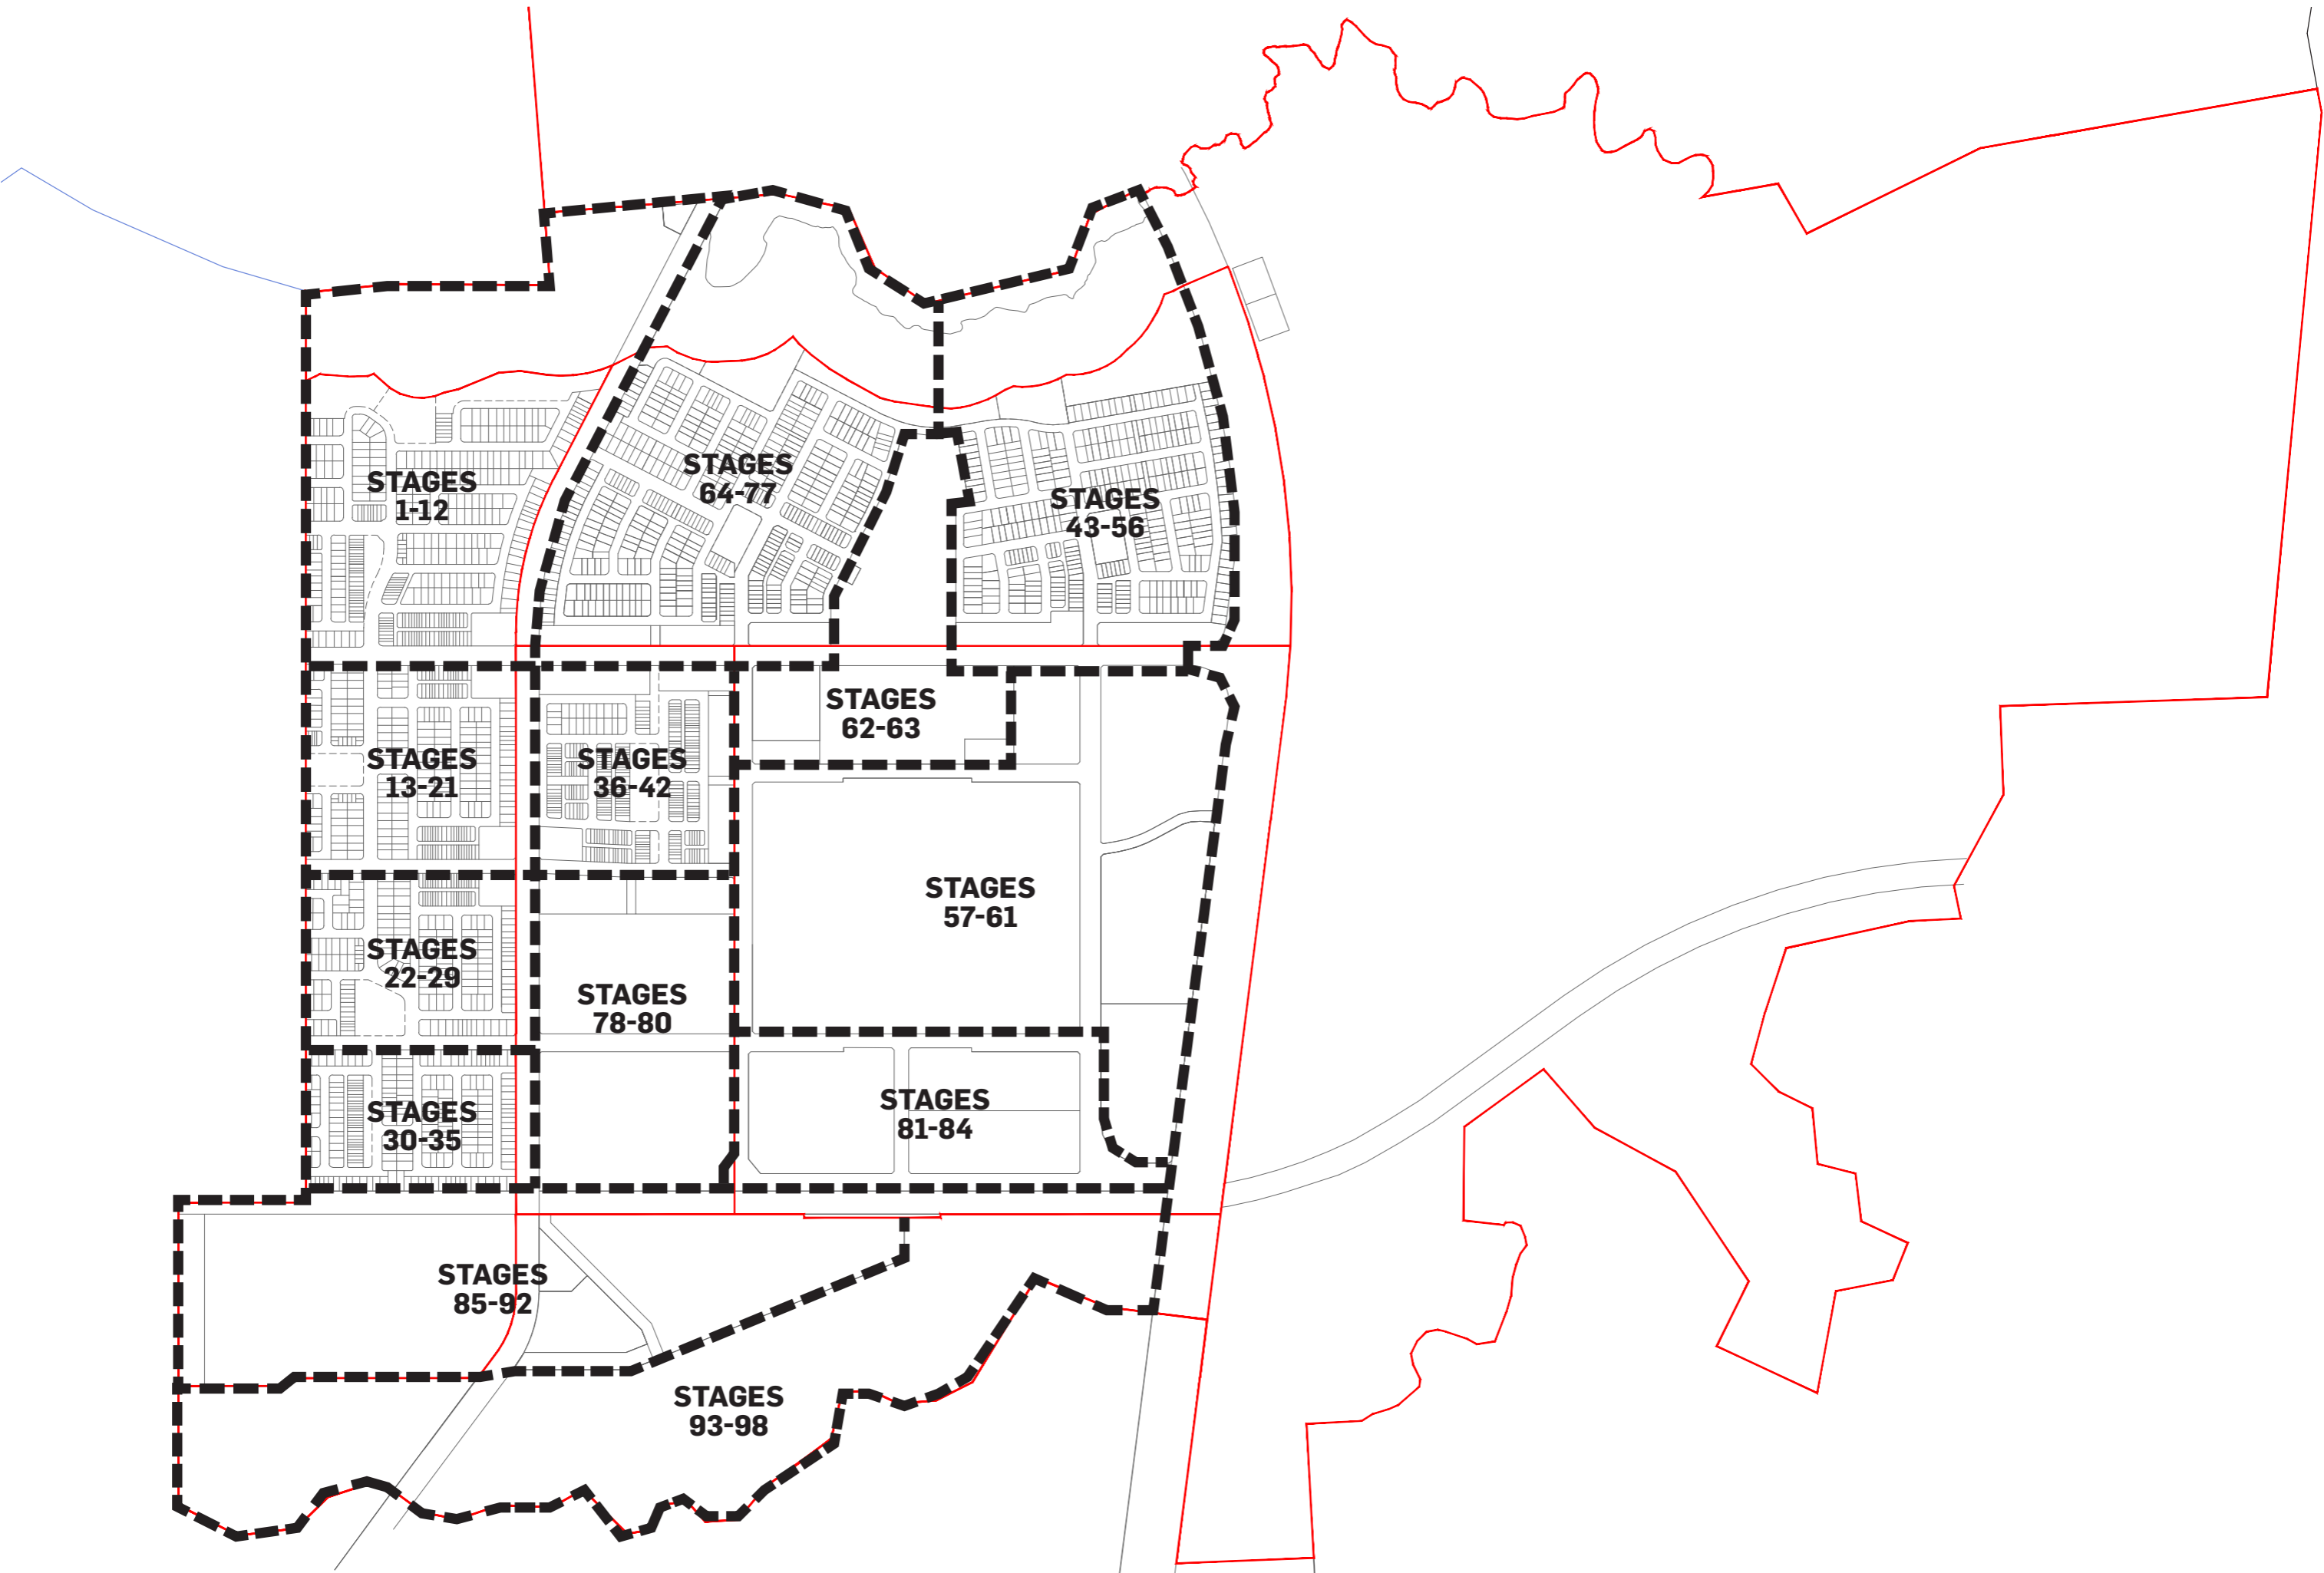 STAGES
64-77
STAGES
1-12
STAGES
43-56
STAGES
62-63
STAGES
13-21
STAGES
36-42
STAGES
57-61
STAGES
22-29
STAGES
78-80
STAGES
81-84
STAGES
30-35
STAGES
85-92
STAGES
93-98